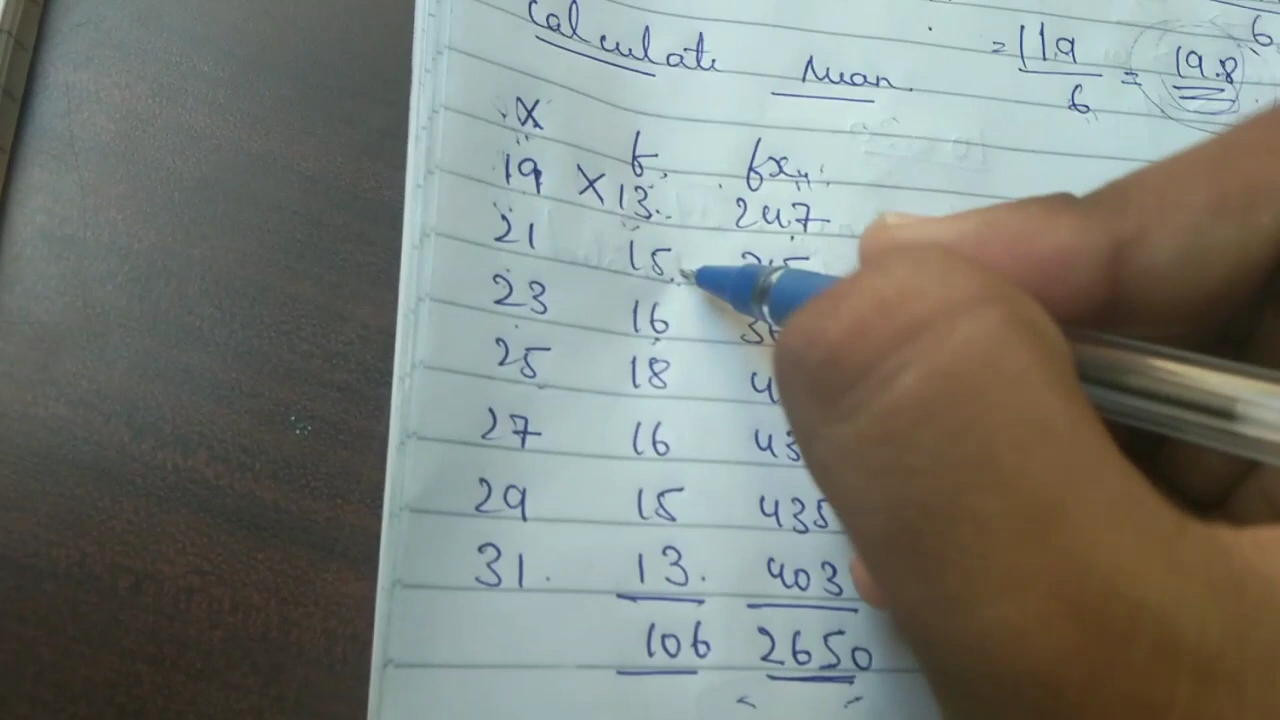 Calculate Mean.
= 119 / 6 = 19.8
6
X f. fx
19 × 13 247
21 15
23 16
25 18
27 16
29 15 435
31. 13. 403
106 2650